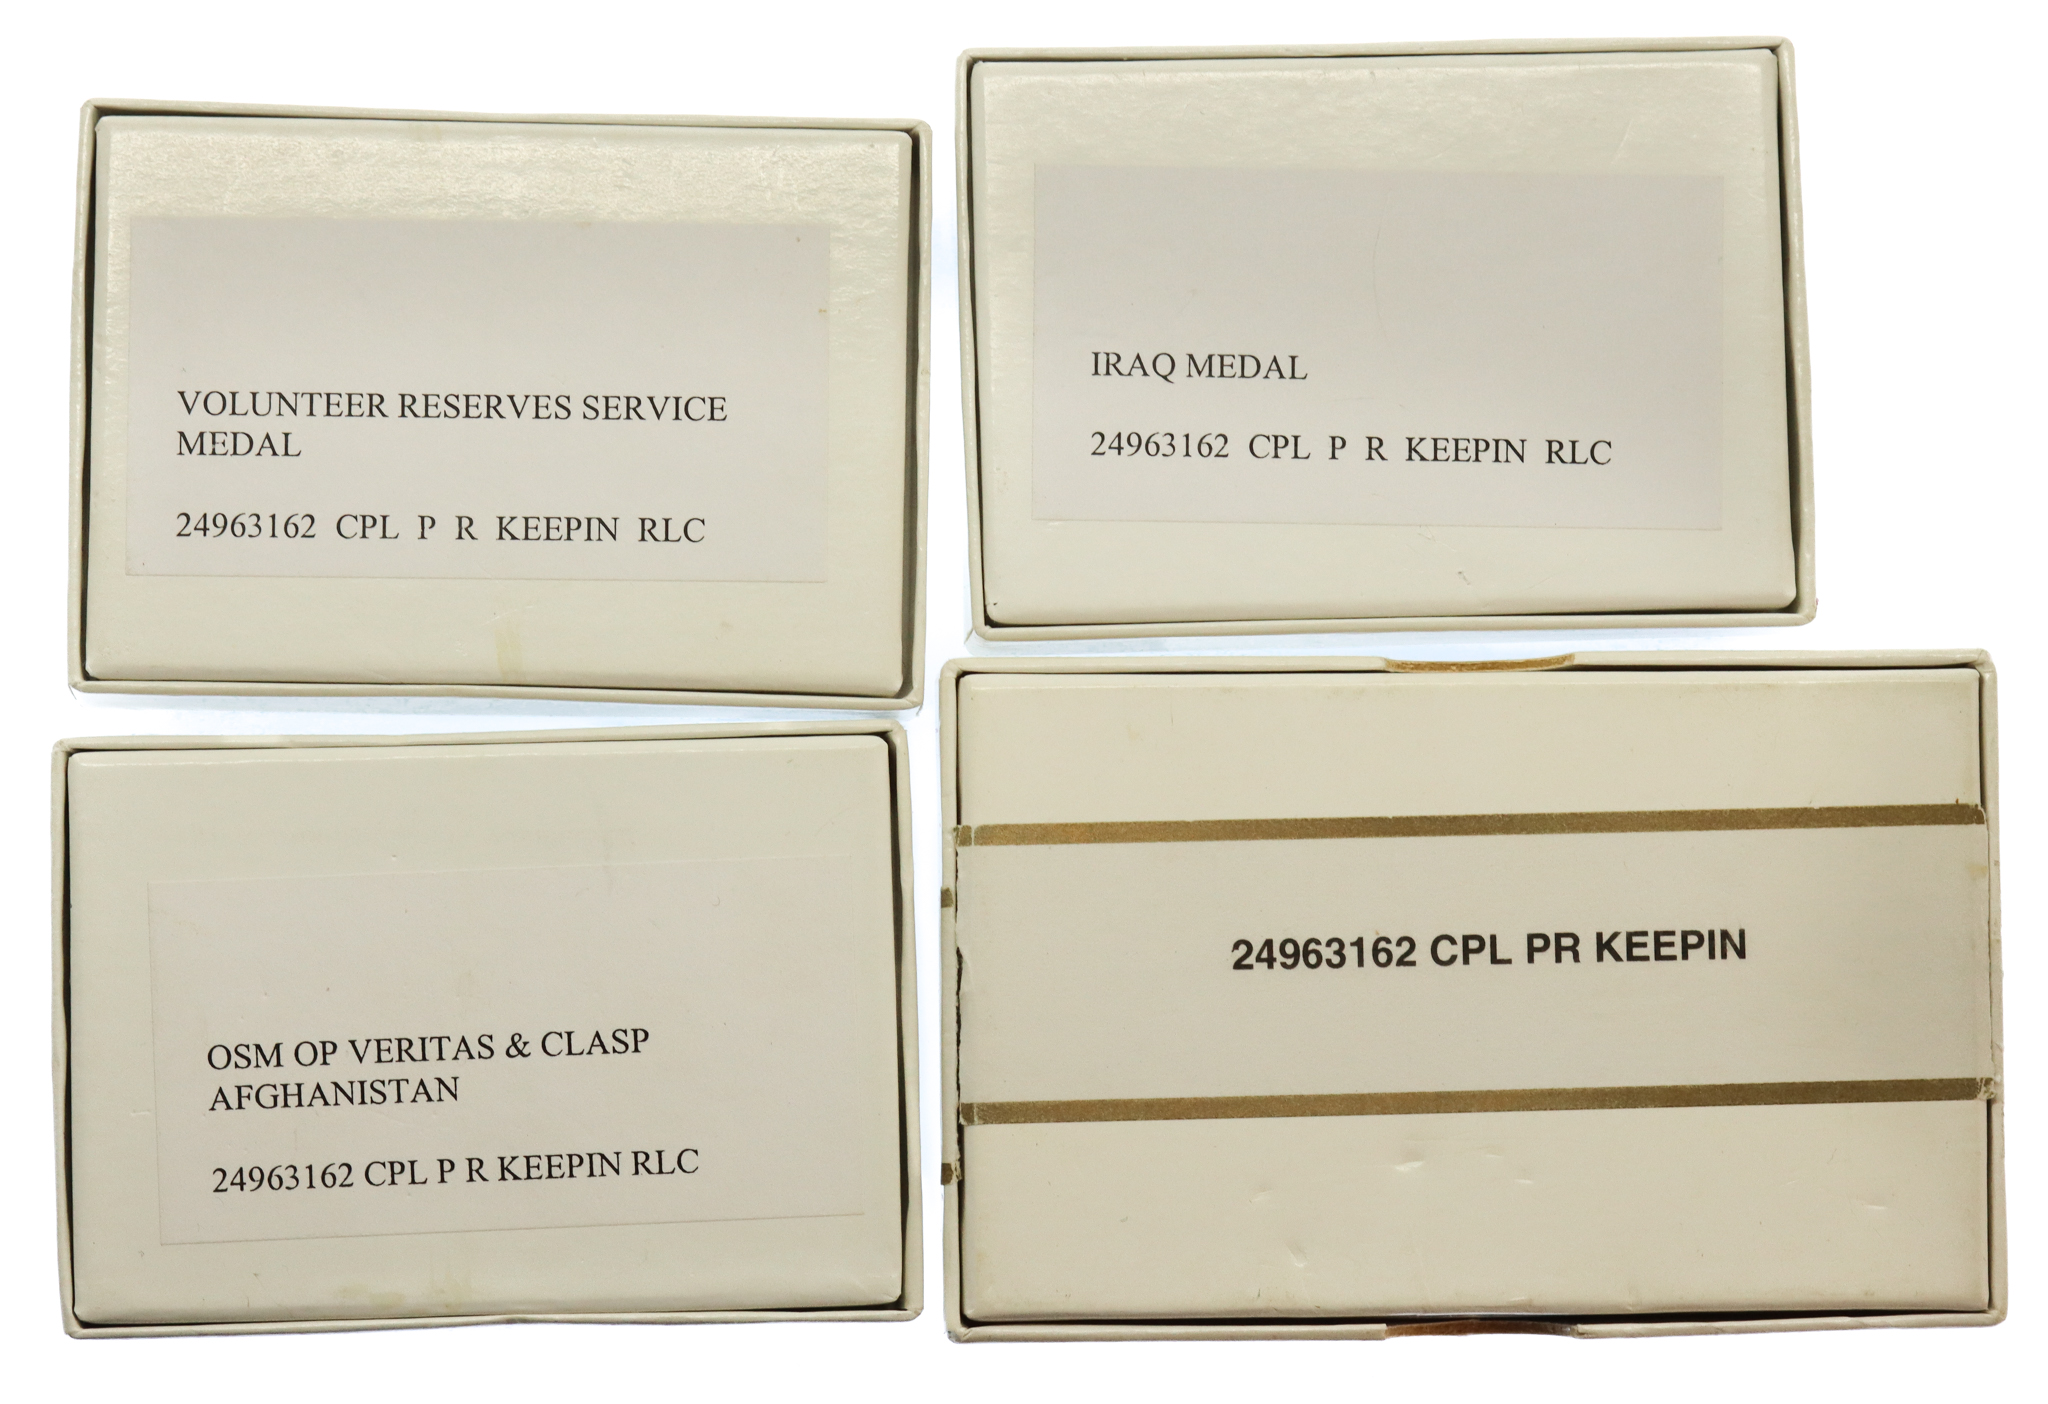 VOLUNTEER RESERVES SERVICE
MEDAL
24963162 CPL P R KEEPIN RLC
IRAQ MEDAL
24963162 CPL P R KEEPIN RLC
OSM OP VERITAS & CLASP
AFGHANISTAN
24963162 CPL P R KEEPIN RLC
24963162 CPL PR KEEPIN